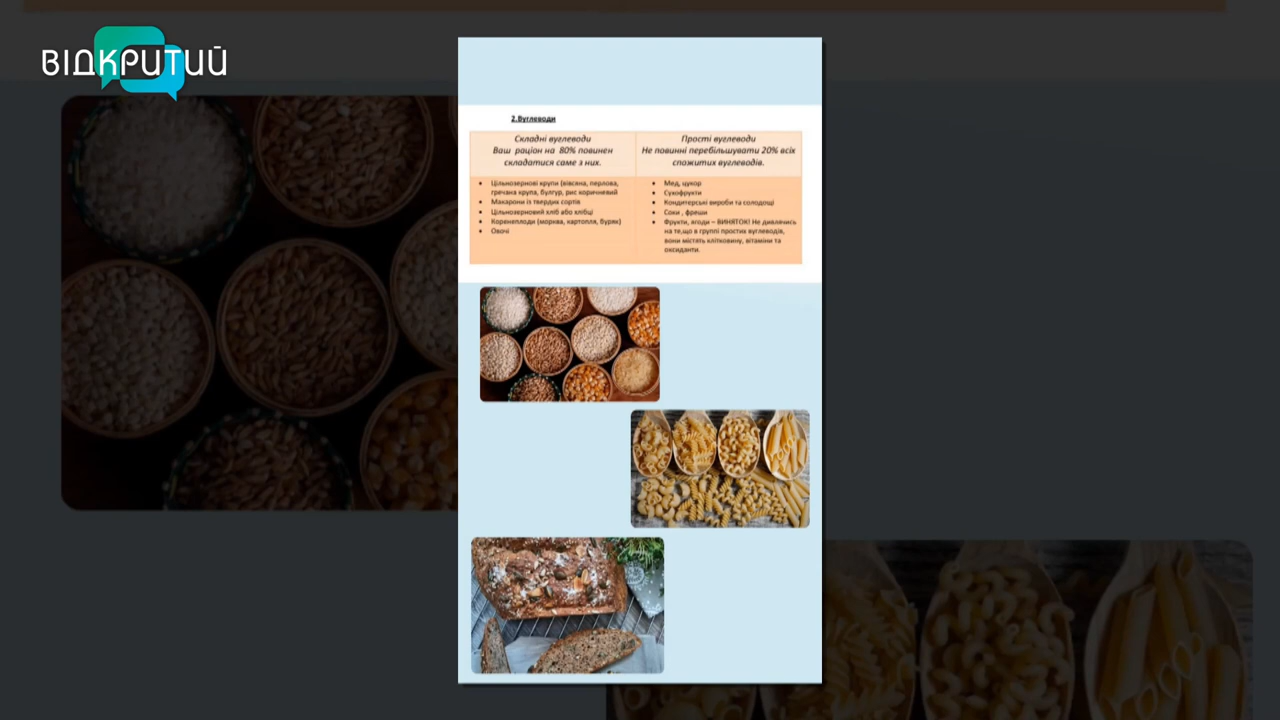 ВІДКРИТИЙ
2.Вуглеводи
Складні вуглеводи
Ваш раціон на 80% повинен
складатися саме з них.
Прості вуглеводи
Не повинні перебільшувати 20% всіх
спожитих вуглеводів.
Цільнозернові крупи (вівсяна, перлова,
гречана крупа, булгур, рис коричневий
Макарони із твердих сортів
Цільнозерновий хліб або хлібці
Коренеплоди (морква, картопля, буряк)
Овочі
Мед, цукор
Сухофрукти
Кондитерські вироби та солодощі
Соки , фреши
Фрукти, ягоди – ВИНЯТОК! Не дивлячись
на те,що в группі простих вуглеводів,
вони містять клітковину, вітаміни та
оксиданти.